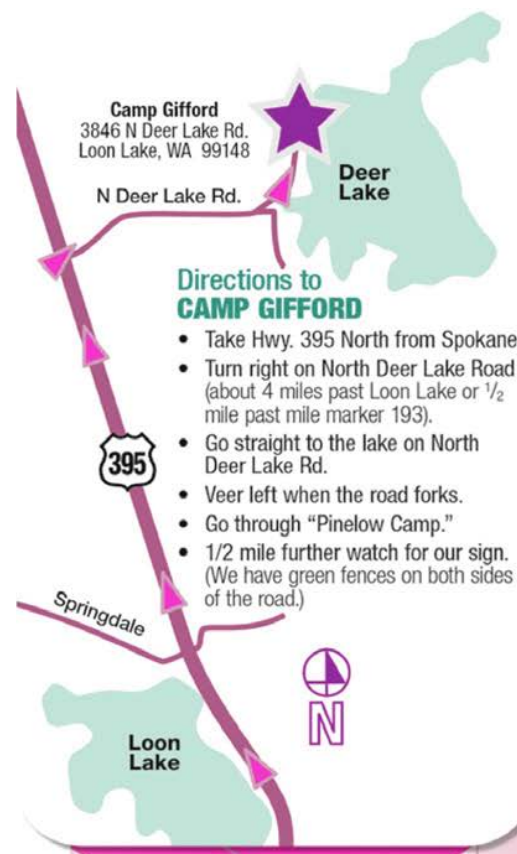 Camp Gifford
3846 N Deer Lake Rd.
Loon Lake, WA 99148
Deer
Lake
N Deer Lake Rd.
Directions to
CAMP GIFFORD
• Take Hwy. 395 North from Spokane
• Turn right on North Deer Lake Road
(about 4 miles past Loon Lake or 1/2
mile past mile marker 193).
• Go straight to the lake on North
Deer Lake Rd.
• Veer left when the road forks.
• Go through “Pinelow Camp.”
• 1/2 mile further watch for our sign.
(We have green fences on both sides
of the road.)
395
Springdale
N
Loon
Lake